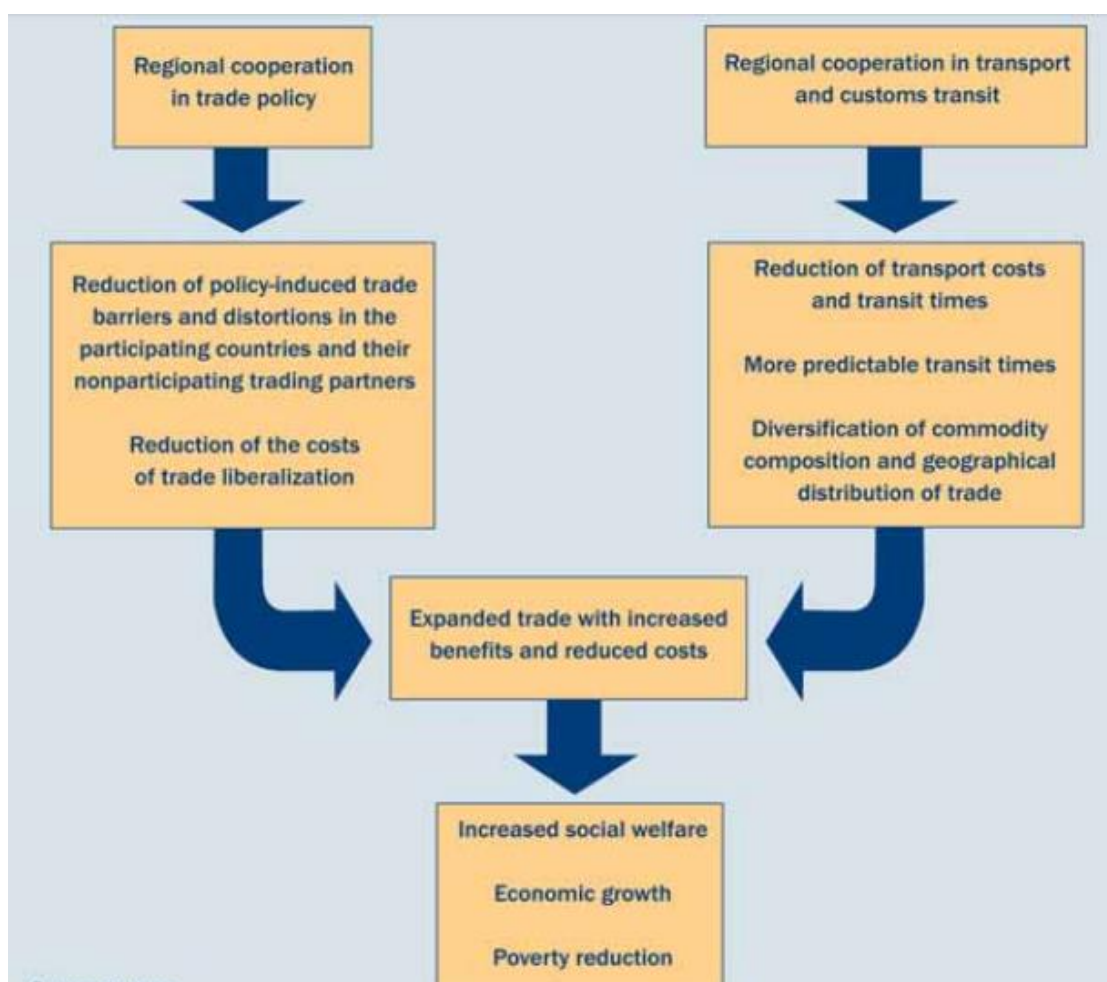 Regional cooperation
in trade policy
Regional cooperation in transport
and customs transit
Reduction of policy-induced trade
barriers and distortions in the
participating countries and their
nonparticipating trading partners
Reduction of the costs
of trade liberalization
Reduction of transport costs
and transit times
More predictable transit times
Diversification of commodity
composition and geographical
distribution of trade
Expanded trade with increased
benefits and reduced costs
Increased social welfare
Economic growth
Poverty reduction